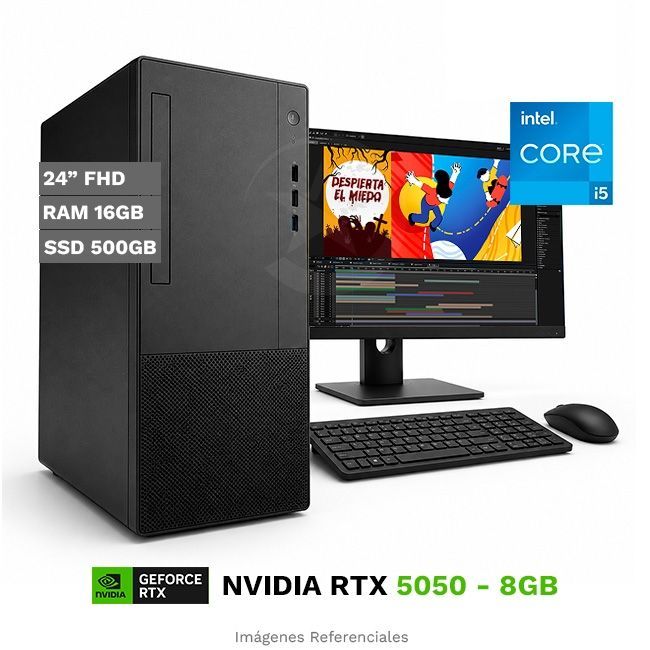 24” FHD
RAM 16GB
SSD 500GB
intel.
CORE
i5
DESPIERTA
EL MIEDO
NVIDIA
GEFORCE
RTX
NVIDIA RTX 5050 - 8GB
Imágenes Referenciales